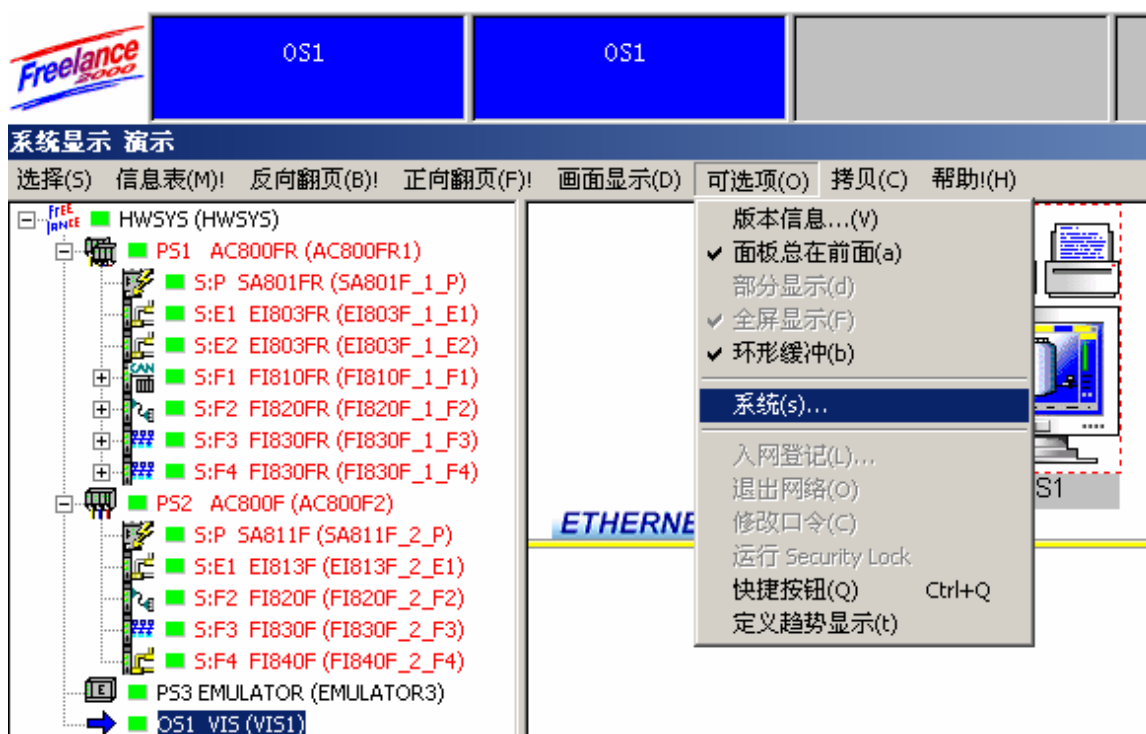 Freelance
2000
OS1
OS1
系统显示 演示
选择(S) 信息表(M)! 反向翻页(B)! 正向翻页(F)! 画面显示(D) 可选项(O) 拷贝(C) 帮助!(H)
FrEE
lANcE
HWSYS (HWSYS)
PS1 AC800FR (AC800FR1)
S:P SA801FR (SA801F_1_P)
S:E1 EI803FR (EI803F_1_E1)
S:E2 EI803FR (EI803F_1_E2)
CAN
S:F1 FI810FR (FI810F_1_F1)
S:F2 FI820FR (FI820F_1_F2)
S:F3 FI830FR (FI830F_1_F3)
S:F4 FI830FR (FI830F_1_F4)
PS2 AC800F (AC800F2)
S:P SA811F (SA811F_2_P)
S:E1 EI813F (EI813F_2_E1)
S:F2 FI820F (FI820F_2_F2)
S:F3 FI830F (FI830F_2_F3)
S:F4 FI840F (FI840F_2_F4)
E
PS3 EMULATOR (EMULATOR3)
OS1 VIS (VIS1)
版本信息...(V)
面板总在前面(a)
部分显示(d)
全屏显示(F)
环形缓冲(b)
系统(s)...
入网登记(L)...
退出网络(O)
修改口令(C)
运行 Security Lock
快捷按钮(Q) Ctrl+Q
定义趋势显示(t)
ETHERNE
S1